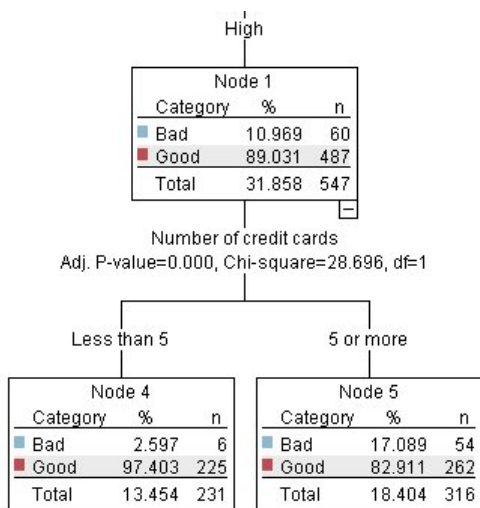 High
Node 1
Category % n
Bad 10.969 60
Good 89.031 487
Total 31.858 547
Number of credit cards
Adj. P-value=0.000, Chi-square=28.696, df=1
Less than 5
5 or more
Node 4
Category % n
Bad 2.597 6
Good 97.403 225
Total 13.454 231
Node 5
Category % n
Bad 17.089 54
Good 82.911 262
Total 18.404 316